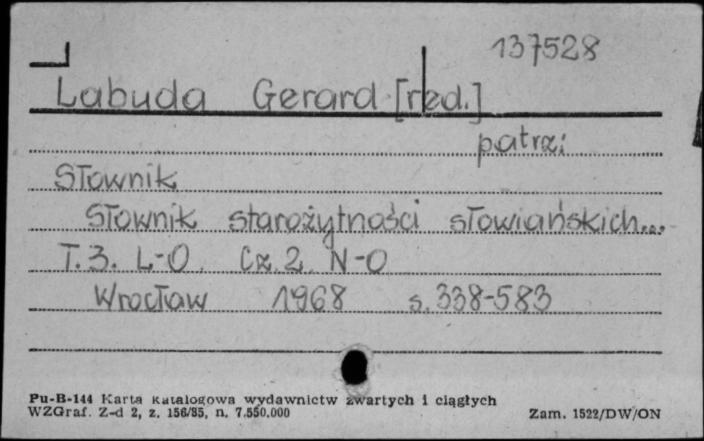 137528
Labuda Gerard [red.]
patrz:
Słownik
Słownik starożytności słowiańskich...
T.3. L-O. Cz.2. N-O
Wrocław 1968 s.338-583
Pu-B-144 Karta katalogowa wydawnictw zwartych i ciągłych
WZGraf. Z-d 2, z. 156/85, n. 7.550.000 Zam. 1522/DW/ON